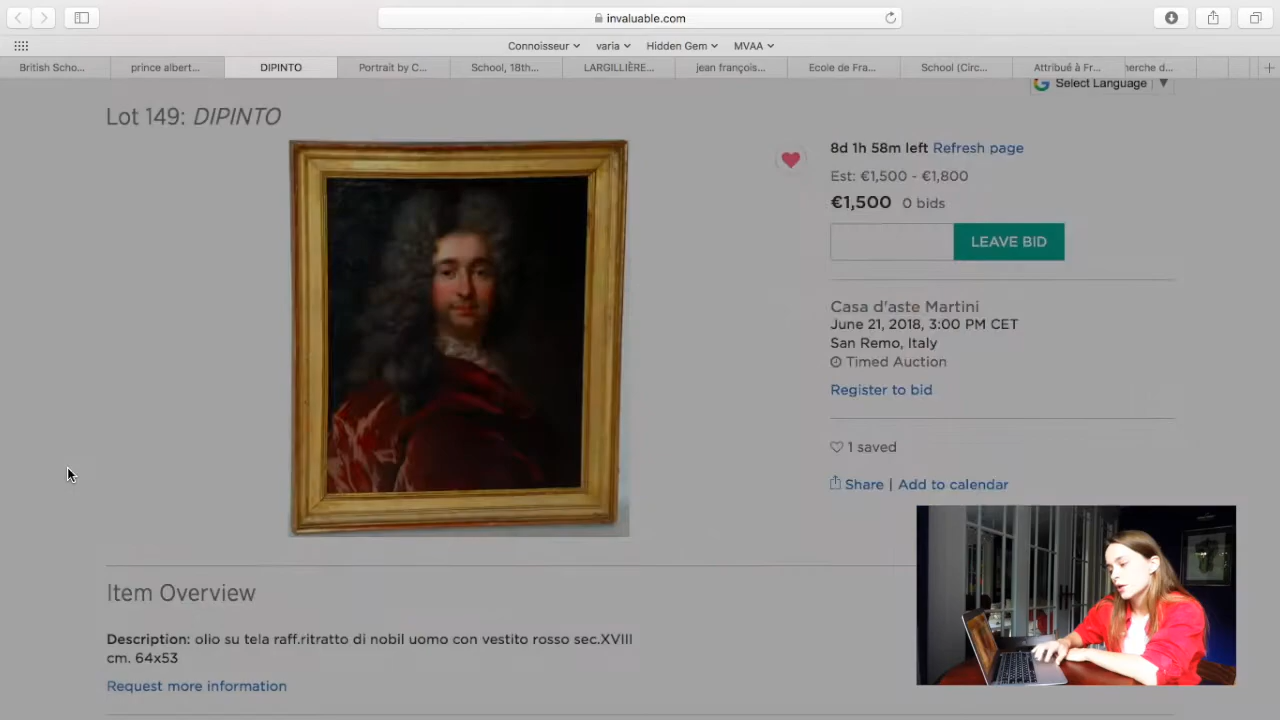 invaluable.com
Connoisseur varia Hidden Gem MVAA
British Scho... prince albert... DIPINTO Portrait by C... School, 18th... LARGILLIÈRE... jean françois... Ecole de Fra... School (Circ... Attribué à Fr... herche d...
Select Language
Lot 149: DIPINTO
8d 1h 58m left Refresh page
Est: €1,500 - €1,800
€1,500 0 bids
LEAVE BID
Casa d'aste Martini
June 21, 2018, 3:00 PM CET
San Remo, Italy
Timed Auction
Register to bid
1 saved
Share | Add to calendar
Item Overview
Description: olio su tela raff.ritratto di nobil uomo con vestito rosso sec.XVIII
cm. 64x53
Request more information